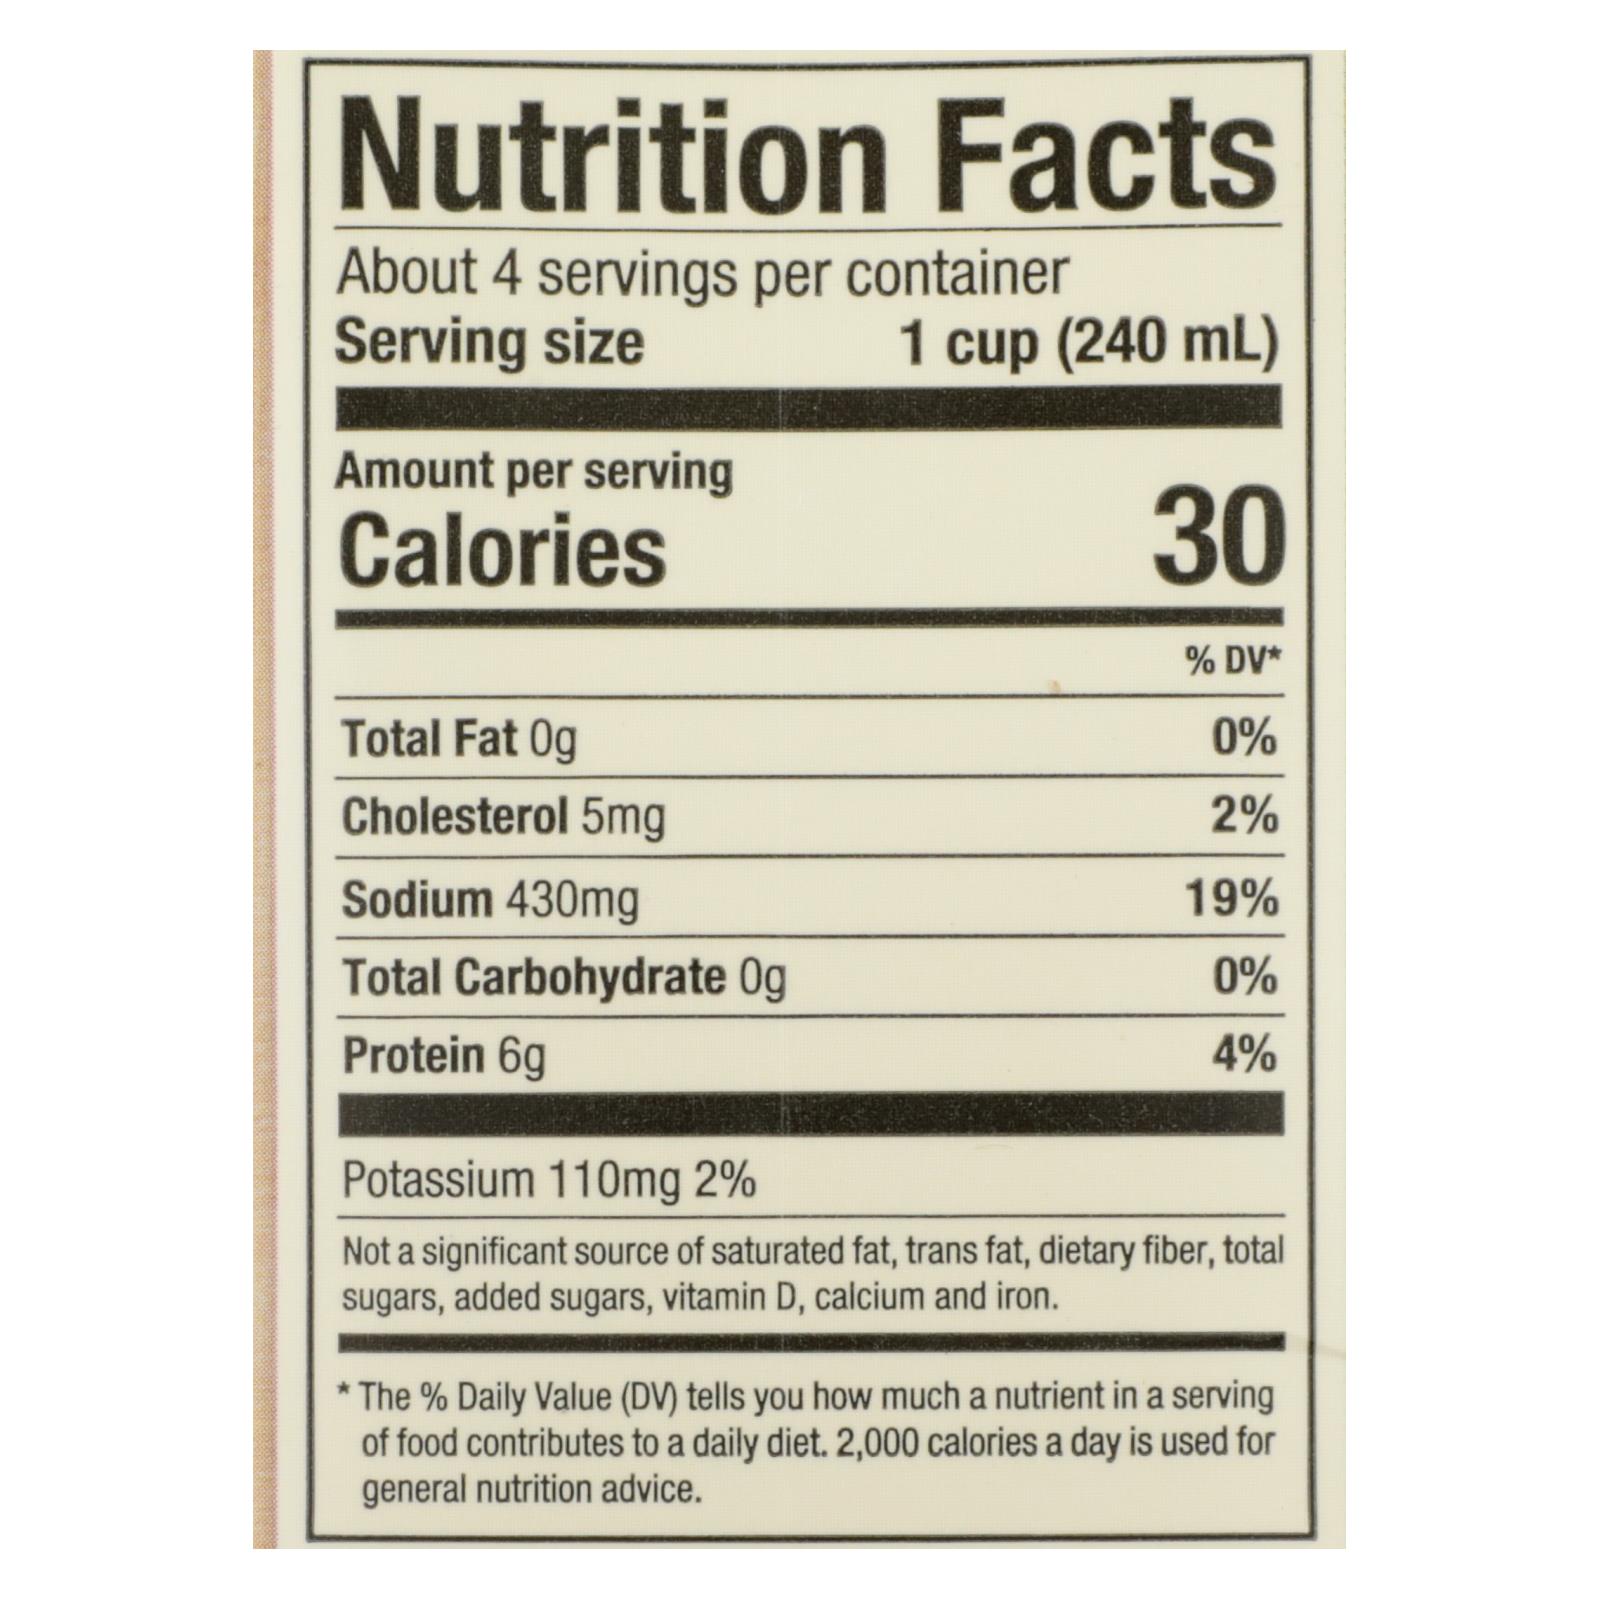 Nutrition Facts
About 4 servings per container
Serving size 1 cup (240 mL)
Amount per serving
Calories 30
% DV*
Total Fat 0g 0%
Cholesterol 5mg 2%
Sodium 430mg 19%
Total Carbohydrate 0g 0%
Protein 6g 4%
Potassium 110mg 2%
Not a significant source of saturated fat, trans fat, dietary fiber, total
sugars, added sugars, vitamin D, calcium and iron.
* The % Daily Value (DV) tells you how much a nutrient in a serving
of food contributes to a daily diet. 2,000 calories a day is used for
general nutrition advice.